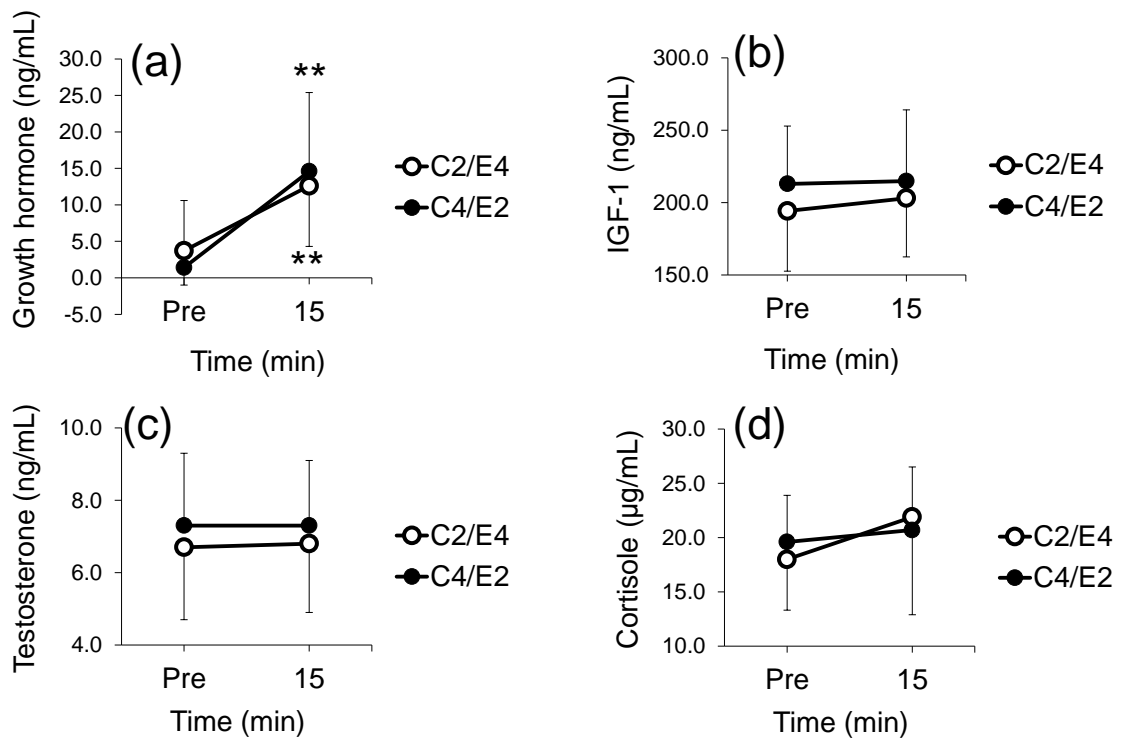 (a)
Growth hormone (ng/mL)
30.0
25.0
20.0
15.0
10.0
5.0
0.0
-5.0
**
**
Pre 15
Time (min)
C2/E4
C4/E2
(b)
IGF-1 (ng/mL)
300.0
250.0
200.0
150.0
Pre 15
Time (min)
C2/E4
C4/E2
(c)
Testosterone (ng/mL)
10.0
8.0
6.0
4.0
Pre 15
Time (min)
C2/E4
C4/E2
(d)
Cortisole (µg/mL)
30.0
25.0
20.0
15.0
10.0
Pre 15
Time (min)
C2/E4
C4/E2